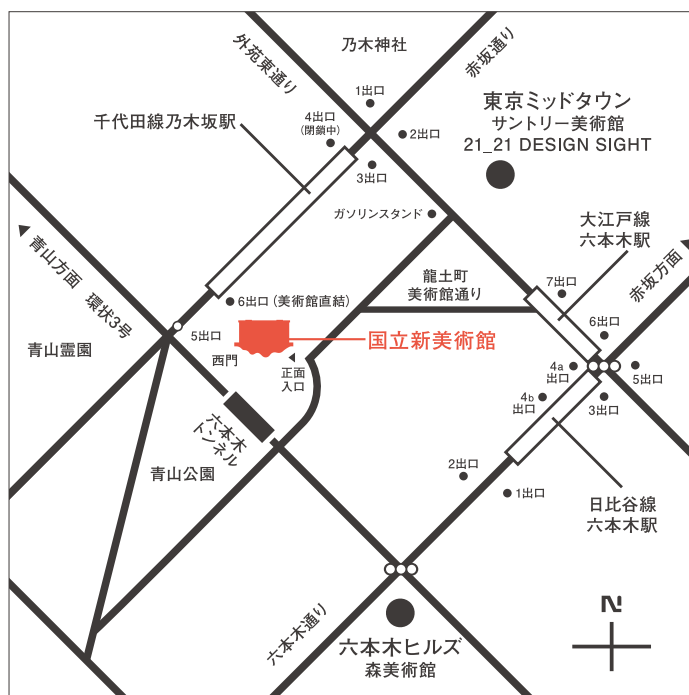 外苑東通り
乃木神社
赤坂通り
1出口
4出口
(閉鎖中)
2出口
千代田線乃木坂駅
3出口
東京ミッドタウン
サントリー美術館
21_21 DESIGN SIGHT
ガソリンスタンド
大江戸線
六本木駅
青山方面
環状3号
龍土町
美術館通り
7出口
赤坂方面
6出口(美術館直結)
5出口
国立新美術館
西門
正面
入口
青山霊園
6出口
4a
出口
5出口
4b
出口
3出口
六本木
トンネル
青山公園
2出口
1出口
日比谷線
六本木駅
六本木通り
六本木ヒルズ
森美術館
N